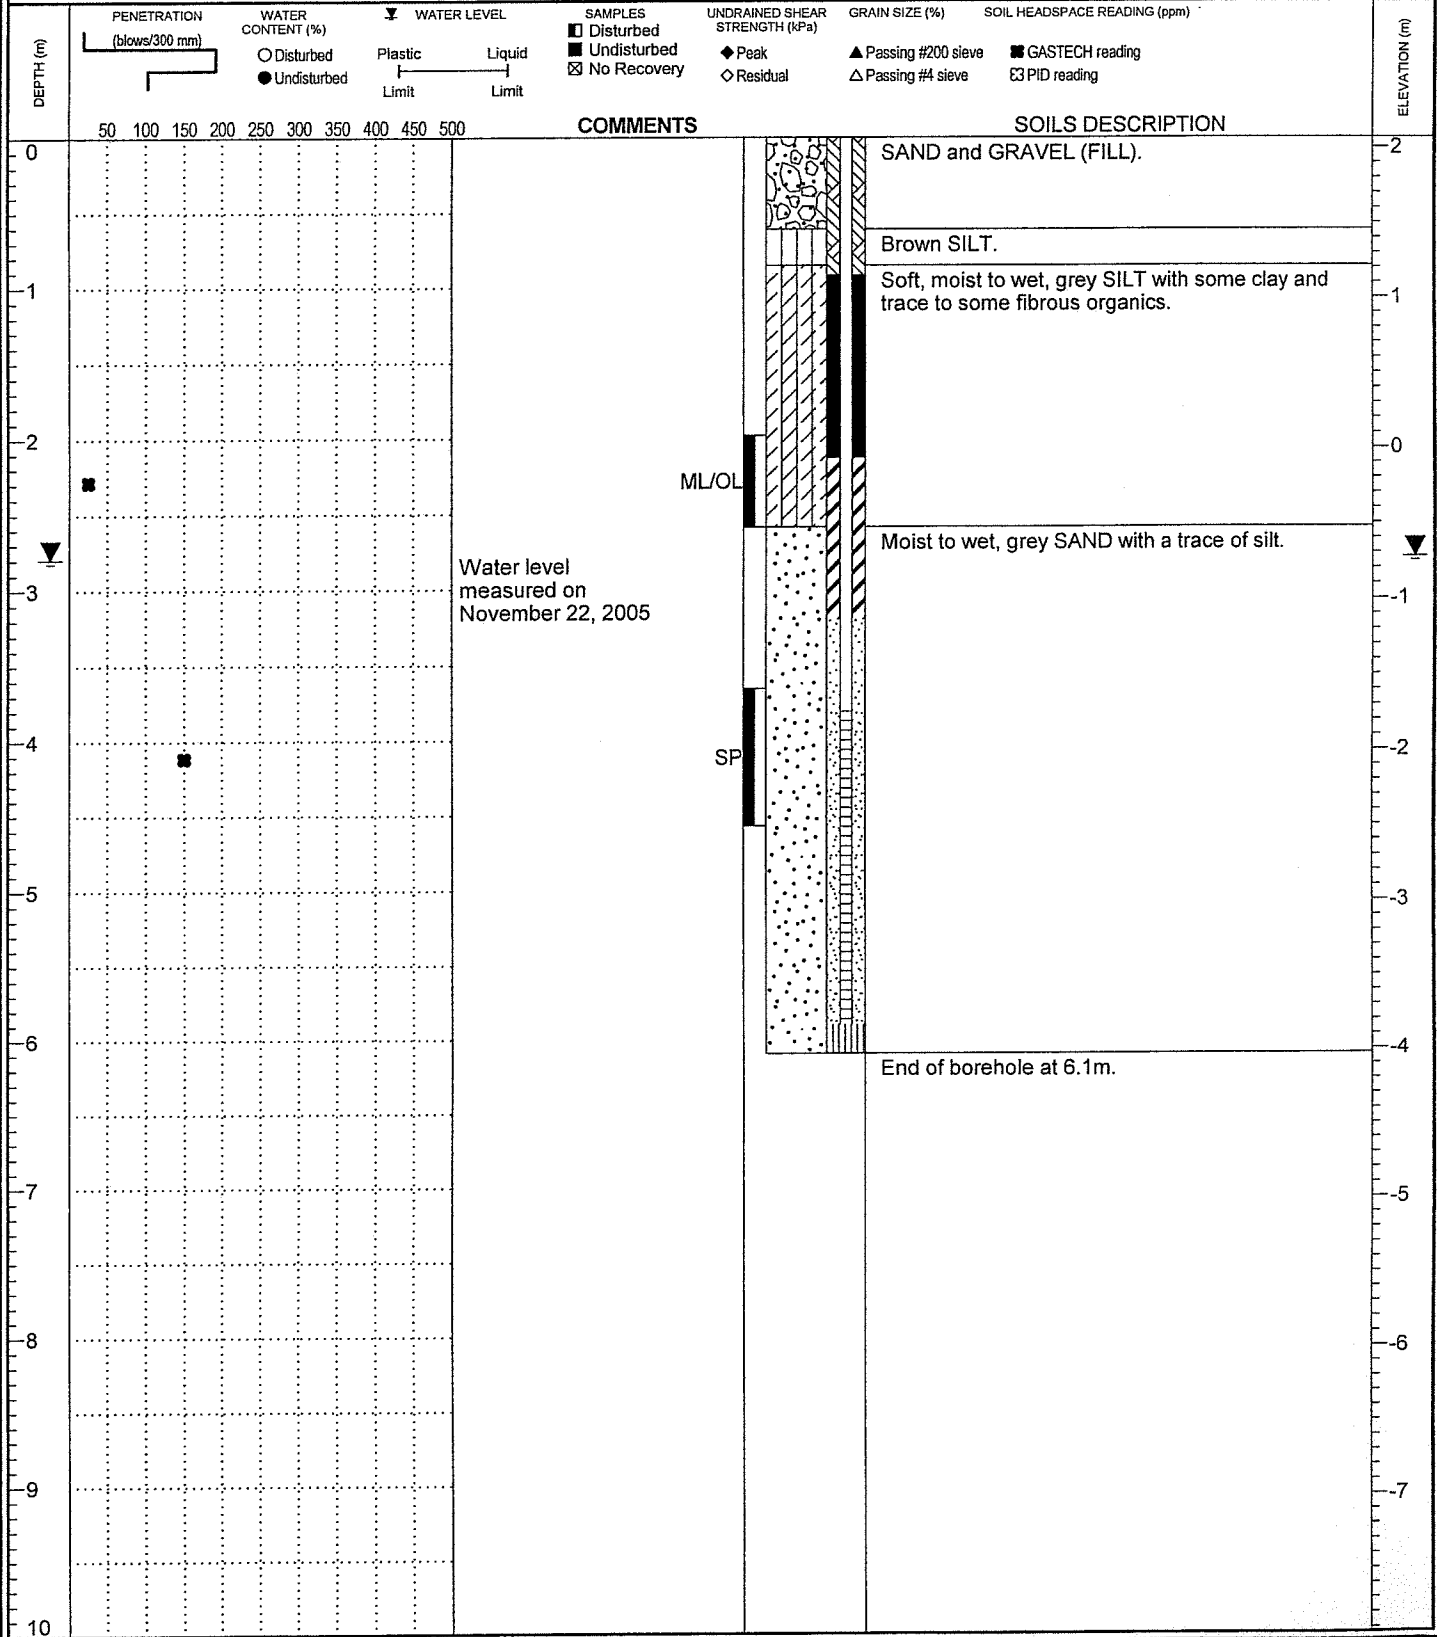 PENETRATION
(blows/300 mm)
WATER
CONTENT (%)
Disturbed
Undisturbed
WATER LEVEL
Plastic Liquid
Limit Limit
SAMPLES
Disturbed
Undisturbed
No Recovery
UNDRAINED SHEAR
STRENGTH (kPa)
Peak
Residual
GRAIN SIZE (%)
Passing #200 sieve
Passing #4 sieve
SOIL HEADSPACE READING (ppm)
GASTECH reading
PID reading
DEPTH (m)
ELEVATION (m)
50 100 150 200 250 300 350 400 450 500
COMMENTS
SOILS DESCRIPTION
0
2
SAND and GRAVEL (FILL).
Brown SILT.
Soft, moist to wet, grey SILT with some clay and
trace to some fibrous organics.
1
1
2
0
ML/OL
Moist to wet, grey SAND with a trace of silt.
Water level
measured on
November 22, 2005
3
-1
4
-2
SP
5
-3
6
-4
End of borehole at 6.1m.
7
-5
8
-6
9
-7
10